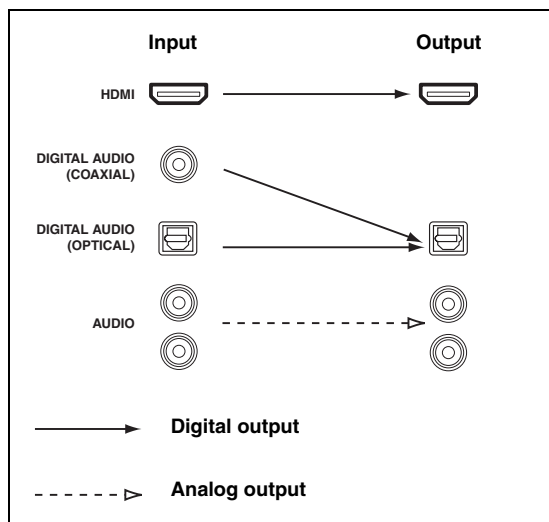 Input
Output
HDMI
DIGITAL AUDIO
(COAXIAL)
DIGITAL AUDIO
(OPTICAL)
AUDIO
Digital output
Analog output